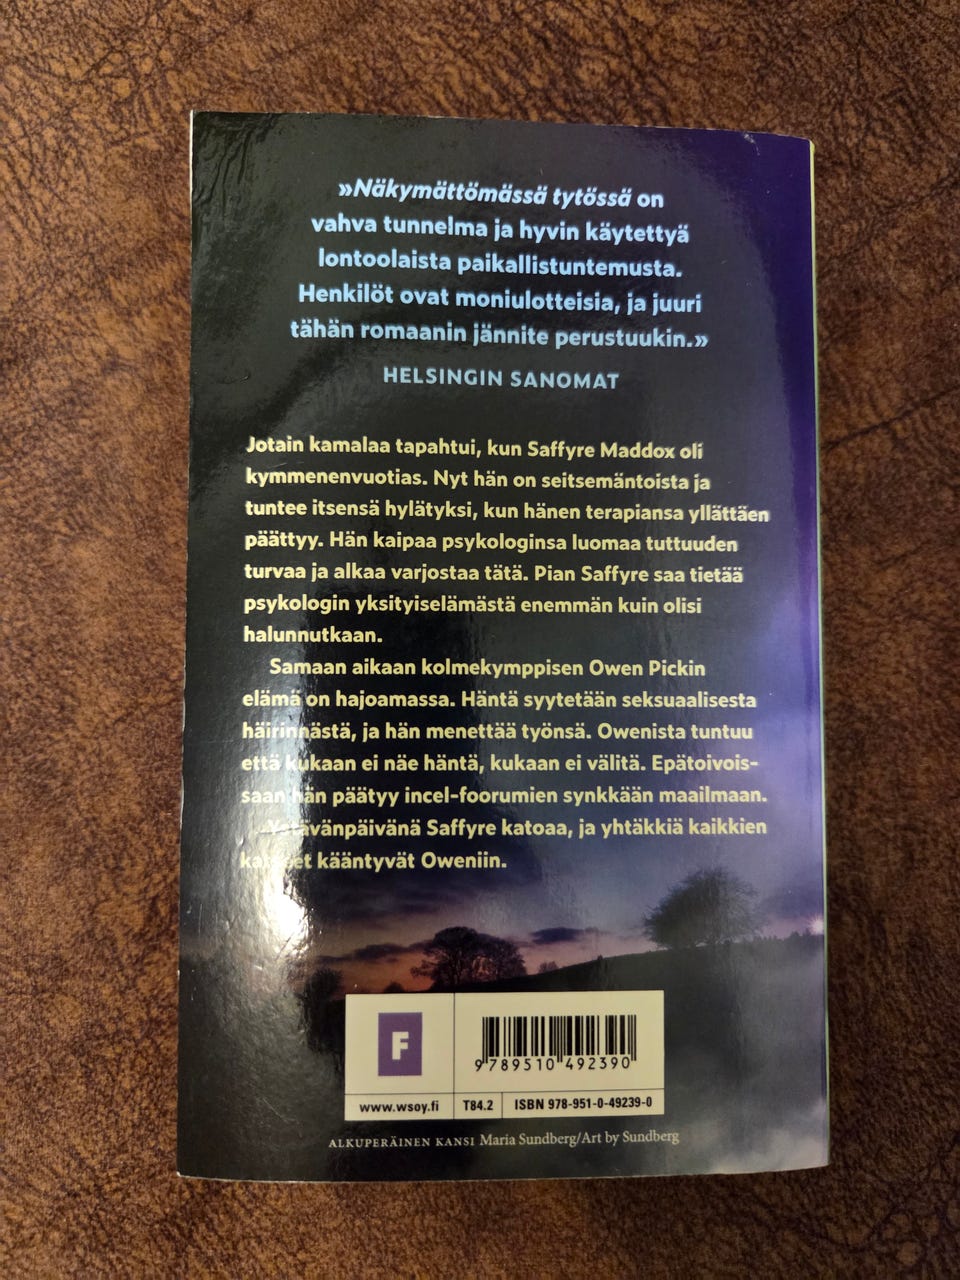 »Näkymättömässä tytössä on
vahva tunnelma ja hyvin käytettyä
lontoolaista paikallistuntemusta.
Henkilöt ovat moniulotteisia, ja juuri
tähän romaanin jännite perustuukin.»
HELSINGIN SANOMAT
Jotain kamalaa tapahtui, kun Saffyre Maddox oli
kymmenenvuotias. Nyt hän on seitsemäntoista ja
tuntee itsensä hylätyksi, kun hänen terapiansa yllättäen
päättyy. Hän kaipaa psykologinsa luomaa tuttuuden
turvaa ja alkaa varjostaa tätä. Pian Saffyre saa tietää
psykologin yksityiselämästä enemmän kuin olisi
halunnutkaan.
Samaan aikaan kolmekymppisen Owen Pickin
elämä on hajoamassa. Häntä syytetään seksuaalisesta
häirinnästä, ja hän menettää työnsä. Owenista tuntuu
että kukaan ei näe häntä, kukaan ei välitä. Epätoivois-
saan hän päätyy incel-foorumien synkkään maailmaan.
Ystävänpäivänä Saffyre katoaa, ja yhtäkkiä kaikkien
kääntyvät Oweniin.
F
9789510492390
www.wsoy.fi
T84.2
ISBN 978-951-0-49239-0
ALKUPERÄINEN KANSI Maria Sundberg/Art by Sundberg